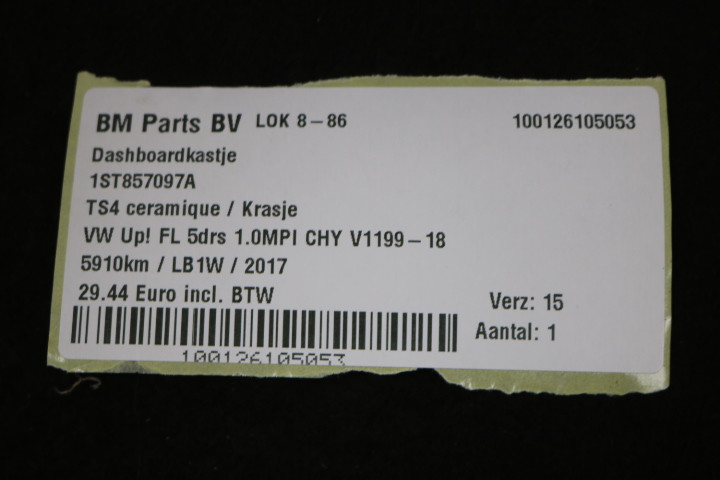 BM Parts BV LOK 8-86 100126105053
Dashboardkastje
1ST857097A
TS4 ceramique / Krasje
VW Up! FL 5drs 1.0MPI CHY V1199-18
5910km / LB1W / 2017
29.44 Euro incl. BTW
Verz: 15
Aantal: 1
100126105053